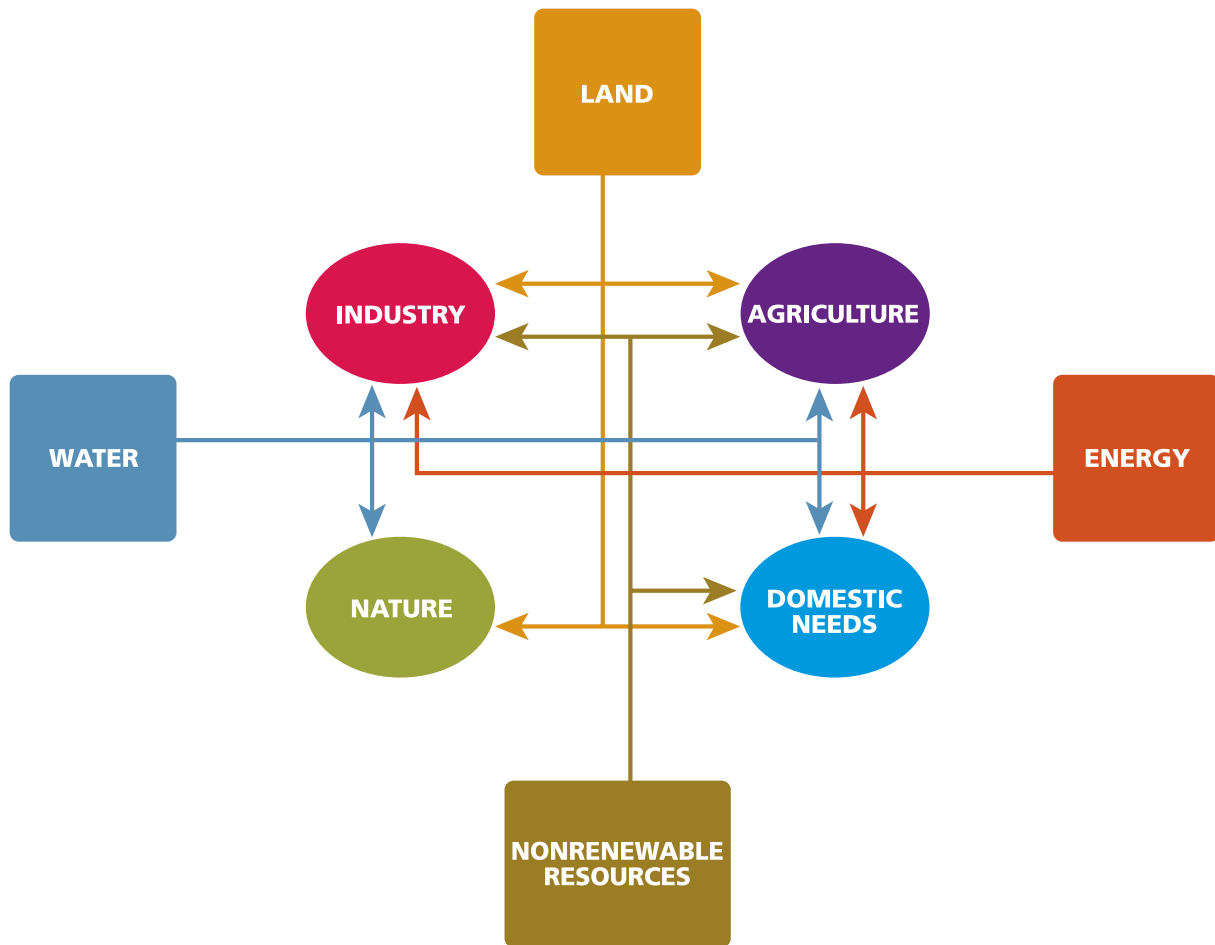 LAND
INDUSTRY
AGRICULTURE
WATER
ENERGY
NATURE
DOMESTIC
NEEDS
NONRENEWABLE
RESOURCES